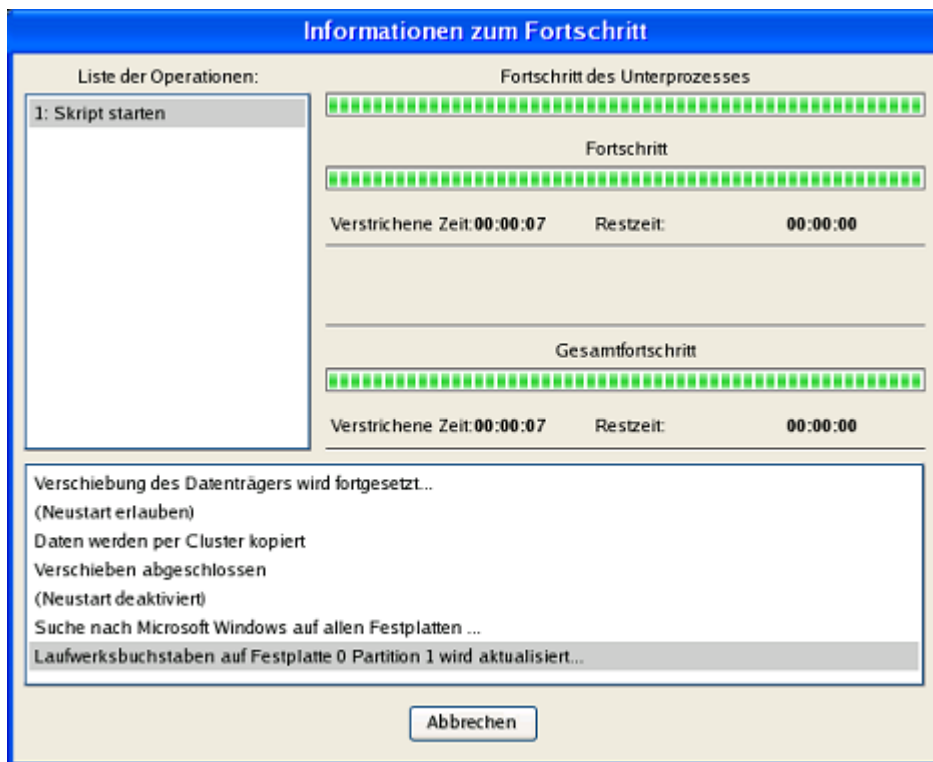 Informationen zum Fortschritt
Liste der Operationen:
1: Skript starten
Fortschritt des Unterprozesses
Fortschritt
Verstrichene Zeit:00:00:07 Restzeit: 00:00:00
Gesamtfortschritt
Verstrichene Zeit:00:00:07 Restzeit: 00:00:00
Verschiebung des Datenträgers wird fortgesetzt...
(Neustart erlauben)
Daten werden per Cluster kopiert
Verschieben abgeschlossen
(Neustart deaktiviert)
Suche nach Microsoft Windows auf allen Festplatten ...
Laufwerksbuchstaben auf Festplatte 0 Partition 1 wird aktualisiert...
Abbrechen